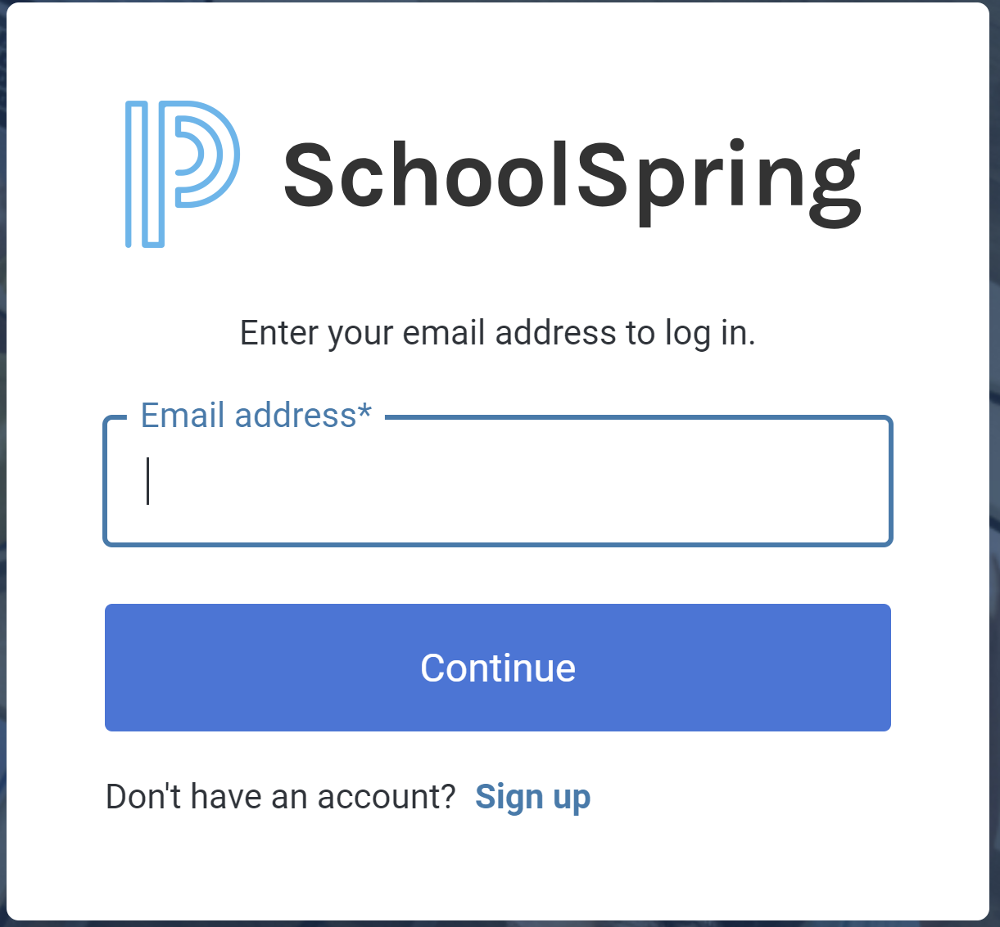 SchoolSpring
Enter your email address to log in.
Email address*
Continue
Don't have an account? Sign up